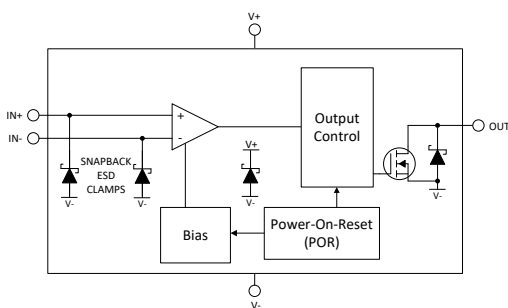 V+
IN+
IN-
+
-
SNAPBACK
ESD
CLAMPS
V-
V-
V+
V-
Output
Control
OUT
V-
Bias
Power-On-Reset
(POR)
V-